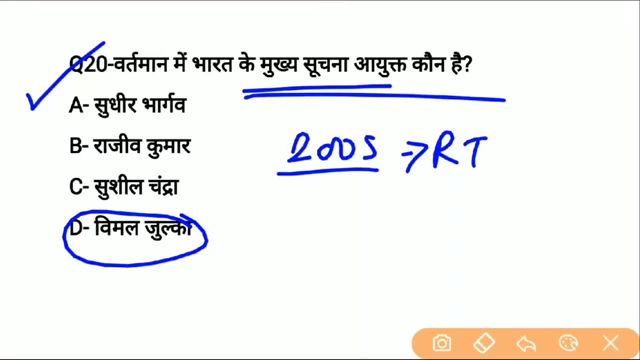 Q20-वर्तमान में भारत के मुख्य सूचना आयुक्त कौन है?
A- सुधीर भार्गव
B- राजीव कुमार
2005 → RT
C- सुशील चंद्रा
D- विमल जुल्का